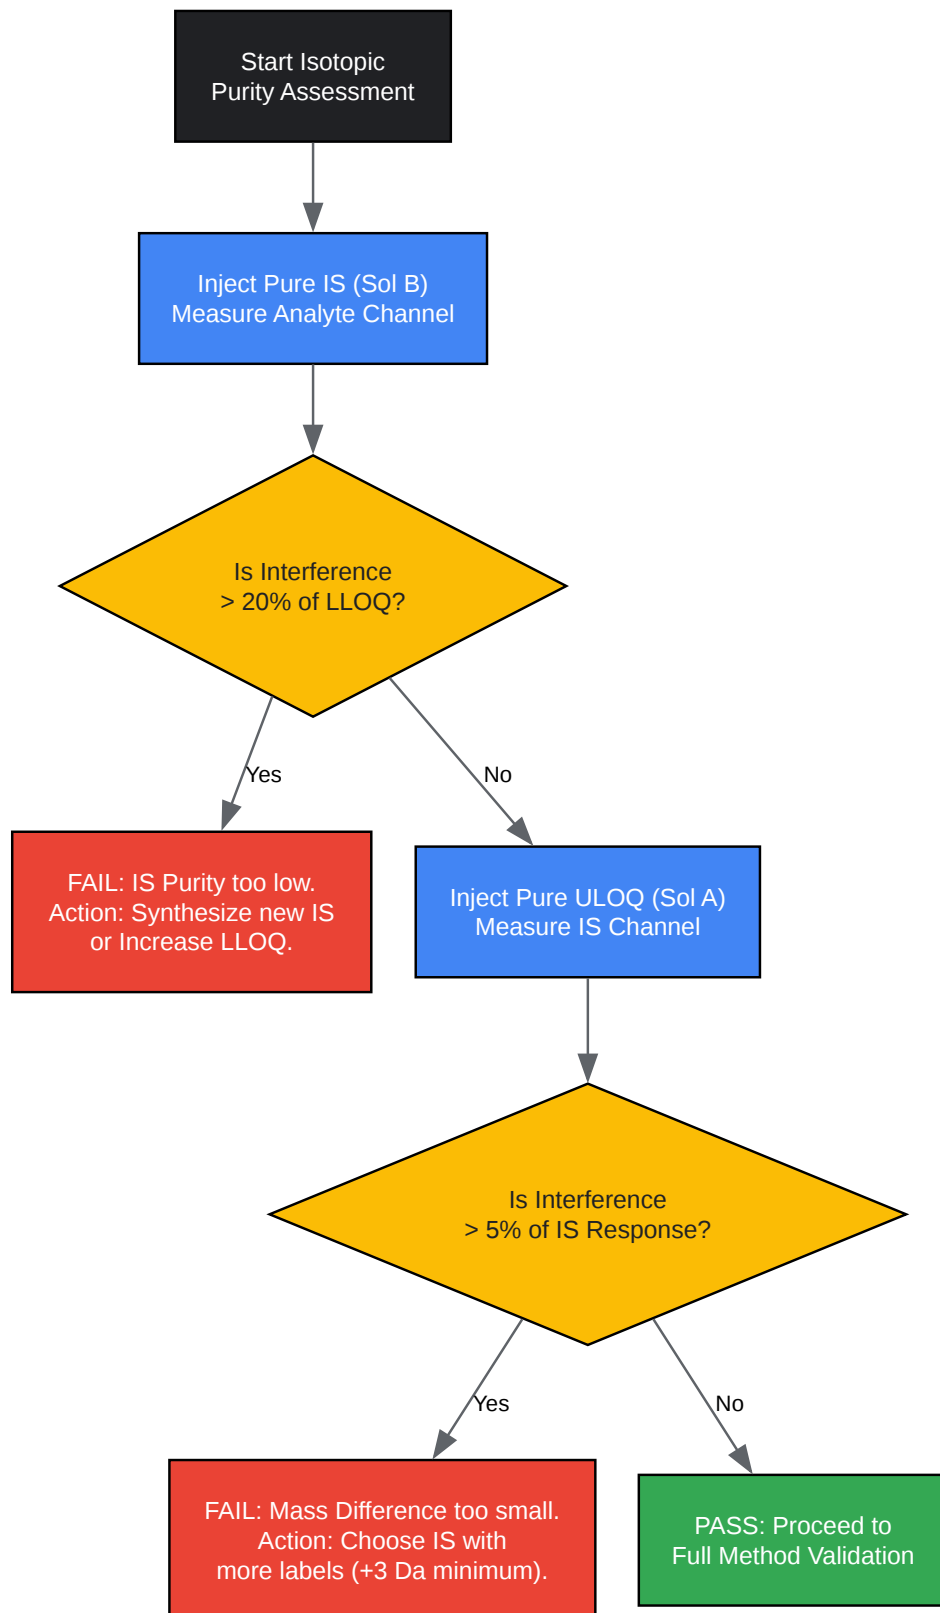 Start Isotopic
Purity Assessment
Inject Pure IS (Sol B)
Measure Analyte Channel
Is Interference
> 20% of LLOQ?
Yes
No
FAIL: IS Purity too low.
Action: Synthesize new IS
or Increase LLOQ.
Inject Pure ULOQ (Sol A)
Measure IS Channel
Is Interference
> 5% of IS Response?
Yes
No
FAIL: Mass Difference too small.
Action: Choose IS with
more labels (+3 Da minimum).
PASS: Proceed to
Full Method Validation